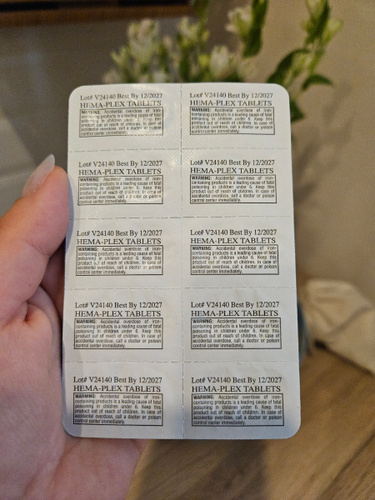 Lot# V24140 Best By 12/2027
HEMA-PLEX TABLETS
WARNING: Accidental overdose of iron-
containing products is a leading cause of fatal
poisoning in children under 6. Keep this
product out of reach of children. In case of
accidental overdose, call a doctor or poison
control center immediately.
Lot# V24140 Best By 12/2027
HEMA-PLEX TABLETS
WARNING: Accidental overdose of iron-
containing products is a leading cause of fatal
poisoning in children under 6. Keep this
product out of reach of children. In case of
accidental overdose, call a doctor or poison
control center immediately.
Lot# V24140 Best By 12/2027
HEMA-PLEX TABLETS
WARNING: Accidental overdose of iron-
containing products is a leading cause of fatal
poisoning in children under 6. Keep this
product out of reach of children. In case of
accidental overdose, call a doctor or poison
control center immediately.
Lot# V24140 Best By 12/2027
HEMA-PLEX TABLETS
WARNING: Accidental overdose of iron-
containing products is a leading cause of fatal
poisoning in children under 6. Keep this
product out of reach of children. In case of
accidental overdose, call a doctor or poison
control center immediately.
Lot# V24140 Best By 12/2027
HEMA-PLEX TABLETS
WARNING: Accidental overdose of iron-
containing products is a leading cause of fatal
poisoning in children under 6. Keep this
product out of reach of children. In case of
accidental overdose, call a doctor or poison
control center immediately.
Lot# V24140 Best By 12/2027
HEMA-PLEX TABLETS
WARNING: Accidental overdose of iron-
containing products is a leading cause of fatal
poisoning in children under 6. Keep this
product out of reach of children. In case of
accidental overdose, call a doctor or poison
control center immediately.
Lot# V24140 Best By 12/2027
HEMA-PLEX TABLETS
WARNING: Accidental overdose of iron-
containing products is a leading cause of fatal
poisoning in children under 6. Keep this
product out of reach of children. In case of
accidental overdose, call a doctor or poison
control center immediately.
Lot# V24140 Best By 12/2027
HEMA-PLEX TABLETS
WARNING: Accidental overdose of iron-
containing products is a leading cause of fatal
poisoning in children under 6. Keep this
product out of reach of children. In case of
accidental overdose, call a doctor or poison
control center immediately.
Lot# V24140 Best By 12/2027
HEMA-PLEX TABLETS
WARNING: Accidental overdose of iron-
containing products is a leading cause of fatal
poisoning in children under 6. Keep this
product out of reach of children. In case of
accidental overdose, call a doctor or poison
control center immediately.
Lot# V24140 Best By 12/2027
HEMA-PLEX TABLETS
WARNING: Accidental overdose of iron-
containing products is a leading cause of fatal
poisoning in children under 6. Keep this
product out of reach of children. In case of
accidental overdose, call a doctor or poison
control center immediately.